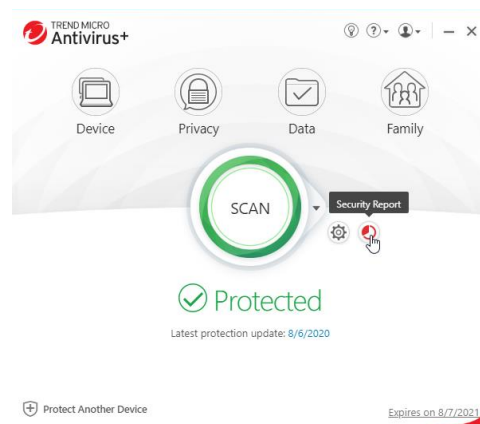 TREND MICRO
Antivirus+
Device
Privacy
Data
Family
SCAN
Security Report
Protected
Latest protection update: 8/6/2020
Protect Another Device
Expires on 8/7/2021